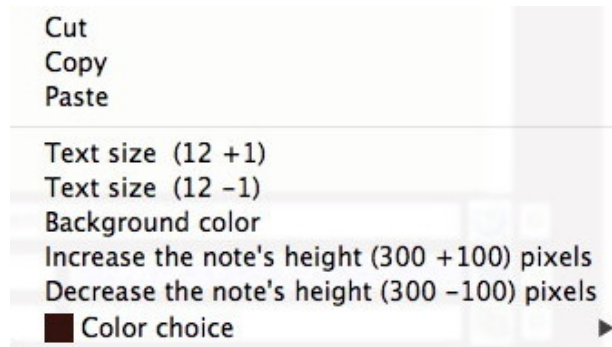 Cut
Copy
Paste
Text size (12 +1)
Text size (12 –1)
Background color
Increase the note's height (300 +100) pixels
Decrease the note's height (300 –100) pixels
Color choice